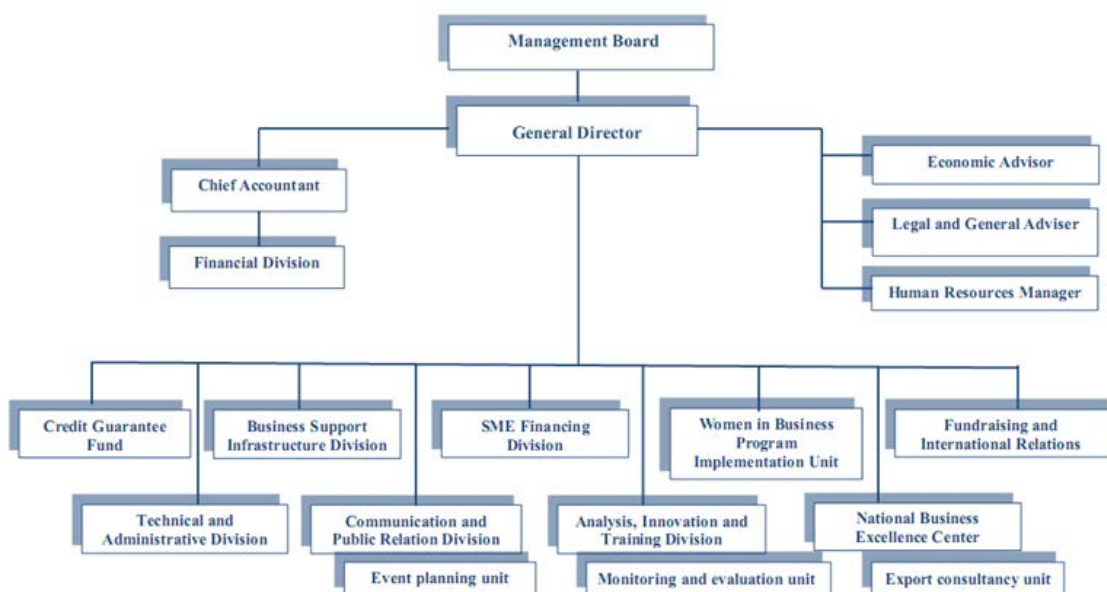 Management Board
General Director
Chief Accountant
Financial Division
Economic Advisor
Legal and General Adviser
Human Resources Manager
Credit Guarantee
Fund
Business Support
Infrastructure Division
SME Financing
Division
Women in Business
Program
Implementation Unit
Fundraising and
International Relations
Technical and
Administrative Division
Communication and
Public Relation Division
Event planning unit
Analysis, Innovation and
Training Division
Monitoring and evaluation unit
National Business
Excellence Center
Export consultancy unit